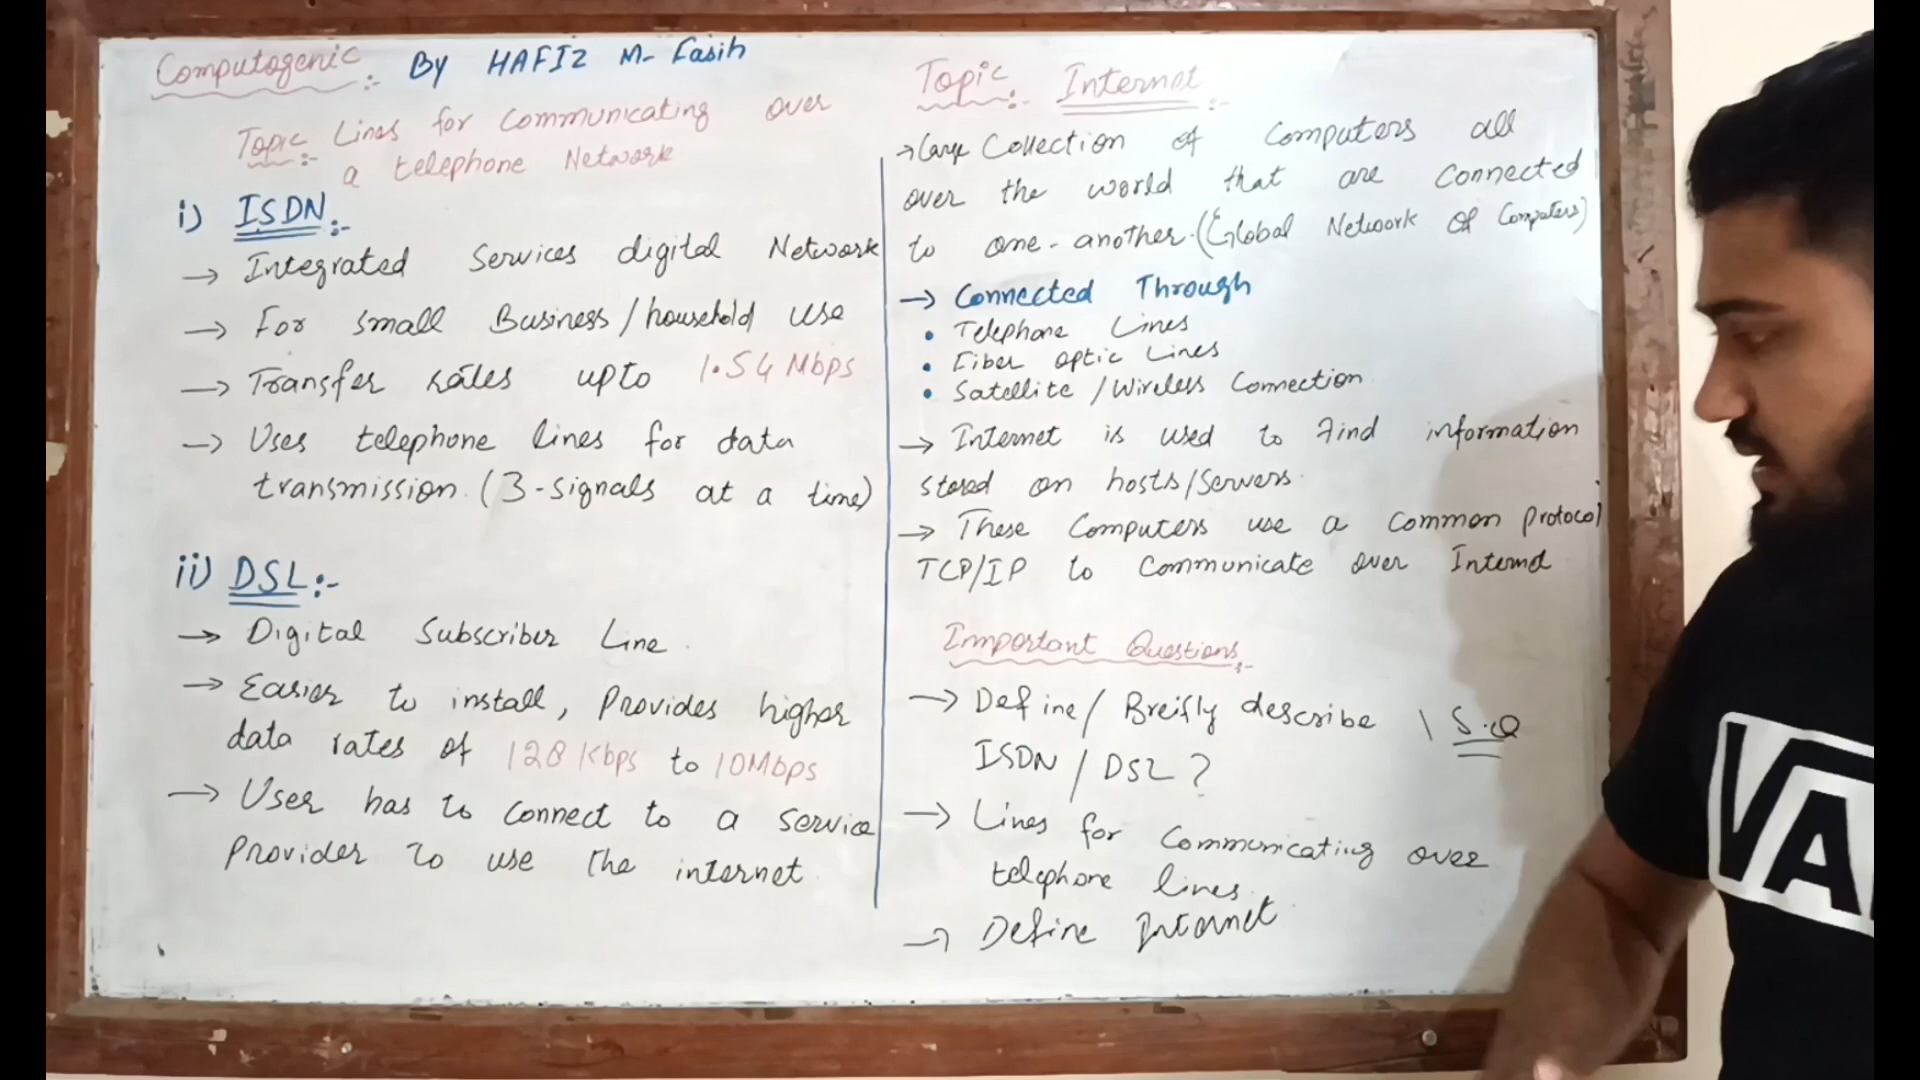 Computogenic :- By HAFIZ M- Fasih
Topic :- Lines for Communicating over
a telephone Network
i) ISDN :-
→ Integrated Services digital Network
→ For Small Business/household use
→ Transfer rates upto 1.54 Mbps
→ Uses telephone lines for data
transmission. (3-signals at a time)
ii) DSL :-
→ Digital Subscriber Line.
→ Easier to install, Provides higher
data rates of 128 Kbps to 10Mbps
→ User has to connect to a service
Provider to use the internet.
Topic :- Internet :-
→ Large Collection of Computers all
over the world that are connected
to one-another. (Global Network of Computers)
→ Connected Through
• Telephone Lines
• Fiber optic Lines
• Satellite /Wireless Connection
→ Internet is used to find information
stored on hosts/servers.
→ These Computers use a common protocol
TCP/IP to communicate over Internet
Important Questions :-
→ Define/ Breifly describe \ S.Q
ISDN / DSL ?
→ Lines for Communicating over
telephone lines.
→ Define Internet
VA